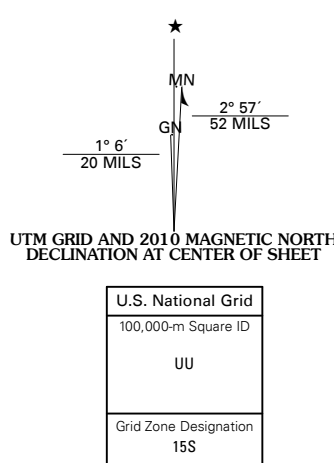 ★
MN
GN
2° 57´
52 MILS
1° 6´
20 MILS
UTM GRID AND 2010 MAGNETIC NORTH
DECLINATION AT CENTER OF SHEET
U.S. National Grid
100,000-m Square ID
UU
Grid Zone Designation
15S